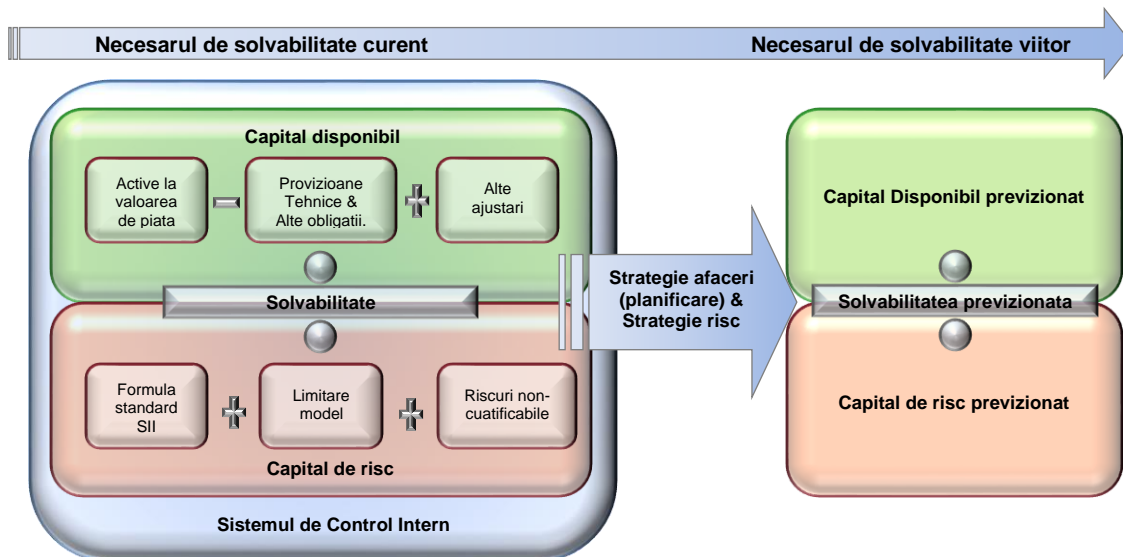 Necesarul de solvabilitate curent
Necesarul de solvabilitate viitor
Capital disponibil
Active la
valoarea
de piata
Provizioane
Tehnice &
Alte obligatii.
Alte
ajustari
Solvabilitate
Formula
standard
SII
Limitare
model
Riscuri non-
cuatificabile
Capital de risc
Sistemul de Control Intern
Strategie afaceri
(planificare) &
Strategie risc
Capital Disponibil previzionat
Solvabilitatea previzionata
Capital de risc previzionat